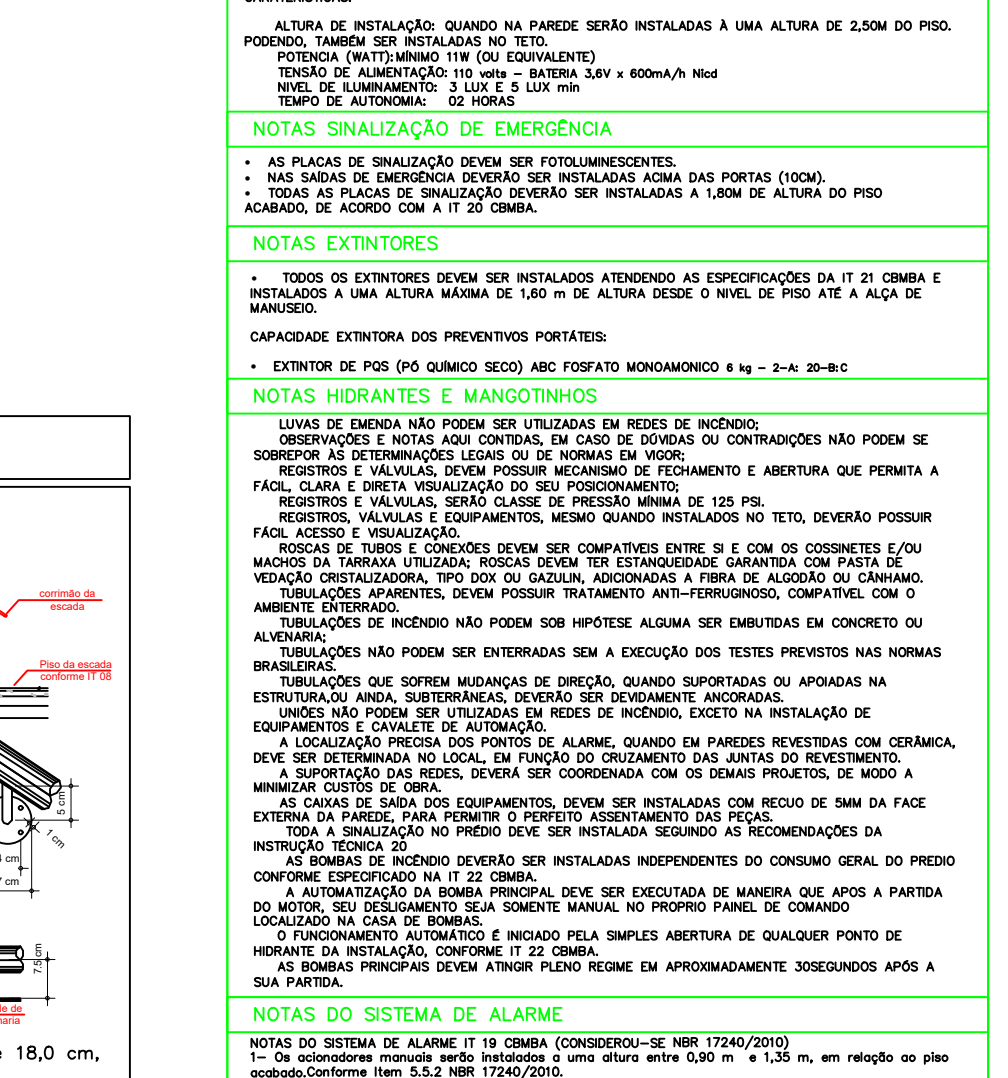 ALTURA DE INSTALAÇÃO: QUANDO NA PAREDE SERÃO INSTALADAS À UMA ALTURA DE 2,50M DO PISO.
PODENDO, TAMBÉM SER INSTALADAS NO TETO.
POTENCIA (WATT): MÍNIMO 11W (OU EQUIVALENTE)
TENSÃO DE ALIMENTAÇÃO: 110 volts – BATERIA 3,6V x 600mA/h Nicd
NIVEL DE ILUMINAMENTO: 3 LUX E 5 LUX min
TEMPO DE AUTONOMIA: 02 HORAS
NOTAS SINALIZAÇÃO DE EMERGÊNCIA
• AS PLACAS DE SINALIZAÇÃO DEVEM SER FOTOLUMINESCENTES.
• NAS SAÍDAS DE EMERGÊNCIA DEVERÃO SER INSTALADAS ACIMA DAS PORTAS (10CM).
• TODAS AS PLACAS DE SINALIZAÇÃO DEVERÃO SER INSTALADAS A 1,80M DE ALTURA DO PISO
ACABADO, DE ACORDO COM A IT 20 CBMBA.
NOTAS EXTINTORES
• TODOS OS EXTINTORES DEVEM SER INSTALADOS ATENDENDO AS ESPECIFICAÇÕES DA IT 21 CBMBA E
INSTALADOS A UMA ALTURA MÁXIMA DE 1,60 m DE ALTURA DESDE O NIVEL DE PISO ATÉ A ALÇA DE
MANUSEIO.
CAPACIDADE EXTINTORA DOS PREVENTIVOS PORTÁTEIS:
• EXTINTOR DE PQS (PÓ QUÍMICO SECO) ABC FOSFATO MONOAMONICO 6 kg – 2–A: 20–B:C
NOTAS HIDRANTES E MANGOTINHOS
LUVAS DE EMENDA NÃO PODEM SER UTILIZADAS EM REDES DE INCÊNDIO;
OBSERVAÇÕES E NOTAS AQUI CONTIDAS, EM CASO DE DÚVIDAS OU CONTRADIÇÕES NÃO PODEM SE
SOBREPOR ÀS DETERMINAÇÕES LEGAIS OU DE NORMAS EM VIGOR;
REGISTROS E VÁLVULAS, DEVEM POSSUIR MECANISMO DE FECHAMENTO E ABERTURA QUE PERMITA A
FÁCIL, CLARA E DIRETA VISUALIZAÇÃO DO SEU POSICIONAMENTO;
REGISTROS E VÁLVULAS, SERÃO CLASSE DE PRESSÃO MÍNIMA DE 125 PSI.
REGISTROS, VÁLVULAS E EQUIPAMENTOS, MESMO QUANDO INSTALADOS NO TETO, DEVERÃO POSSUIR
FÁCIL ACESSO E VISUALIZAÇÃO.
ROSCAS DE TUBOS E CONEXÕES DEVEM SER COMPATÍVEIS ENTRE SI E COM OS COSSINETES E/OU
MACHOS DA TARRAXA UTILIZADA; ROSCAS DEVEM TER ESTANQUEIDADE GARANTIDA COM PASTA DE
VEDAÇÃO CRISTALIZADORA, TIPO DOX OU GAZULIN, ADICIONADAS A FIBRA DE ALGODÃO OU CÂNHAMO.
TUBULAÇÕES APARENTES, DEVEM POSSUIR TRATAMENTO ANTI–FERRUGINOSO, COMPATÍVEL COM O
AMBIENTE ENTERRADO.
TUBULAÇÕES DE INCÊNDIO NÃO PODEM SOB HIPÓTESE ALGUMA SER EMBUTIDAS EM CONCRETO OU
ALVENARIA;
TUBULAÇÕES NÃO PODEM SER ENTERRADAS SEM A EXECUÇÃO DOS TESTES PREVISTOS NAS NORMAS
BRASILEIRAS.
TUBULAÇÕES QUE SOFREM MUDANÇAS DE DIREÇÃO, QUANDO SUPORTADAS OU APOIADAS NA
ESTRUTURA,OU AINDA, SUBTERRÂNEAS, DEVERÃO SER DEVIDAMENTE ANCORADAS.
UNIÕES NÃO PODEM SER UTILIZADAS EM REDES DE INCÊNDIO, EXCETO NA INSTALAÇÃO DE
EQUIPAMENTOS E CAVALETE DE AUTOMAÇÃO.
A LOCALIZAÇÃO PRECISA DOS PONTOS DE ALARME, QUANDO EM PAREDES REVESTIDAS COM CERÂMICA,
DEVE SER DETERMINADA NO LOCAL, EM FUNÇÃO DO CRUZAMENTO DAS JUNTAS DO REVESTIMENTO.
A SUPORTAÇÃO DAS REDES, DEVERÁ SER COORDENADA COM OS DEMAIS PROJETOS, DE MODO A
MINIMIZAR CUSTOS DE OBRA.
AS CAIXAS DE SAÍDA DOS EQUIPAMENTOS, DEVEM SER INSTALADAS COM RECUO DE 5MM DA FACE
EXTERNA DA PAREDE, PARA PERMITIR O PERFEITO ASSENTAMENTO DAS PEÇAS.
TODA A SINALIZAÇÃO NO PRÉDIO DEVE SER INSTALADA SEGUINDO AS RECOMENDAÇÕES DA
INSTRUÇÃO TÉCNICA 20
AS BOMBAS DE INCÊNDIO DEVERÃO SER INSTALADAS INDEPENDENTES DO CONSUMO GERAL DO PREDIO
CONFORME ESPECIFICADO NA IT 22 CBMBA.
A AUTOMATIZAÇÃO DA BOMBA PRINCIPAL DEVE SER EXECUTADA DE MANEIRA QUE APOS A PARTIDA
DO MOTOR, SEU DESLIGAMENTO SEJA SOMENTE MANUAL NO PROPRIO PAINEL DE COMANDO
LOCALIZADO NA CASA DE BOMBAS.
O FUNCIONAMENTO AUTOMÁTICO É INICIADO PELA SIMPLES ABERTURA DE QUALQUER PONTO DE
HIDRANTE DA INSTALAÇÃO, CONFORME IT 22 CBMBA.
AS BOMBAS PRINCIPAIS DEVEM ATINGIR PLENO REGIME EM APROXIMADAMENTE 30SEGUNDOS APÓS A
SUA PARTIDA.
NOTAS DO SISTEMA DE ALARME
NOTAS DO SISTEMA DE ALARME IT 19 CBMBA (CONSIDEROU–SE NBR 17240/2010)
1– Os acionadores manuais serão instalados a uma altura entre 0,90 m e 1,35 m, em relação ao piso
acabado.Conforme Item 5.5.2 NBR 17240/2010.
corrimão da
escada
Piso da escada
conforme IT 08
5 cm
1 cm
cm
cm
7.5 cm
de
18,0 cm,